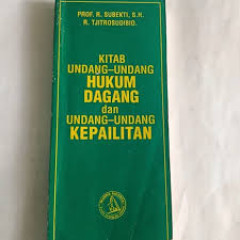 PROF. R. SUBEKTI, S.H.
R. TJITROSUDIBIO.
KITAB
UNDANG-UNDANG
HUKUM
DAGANG
dan
UNDANG-UNDANG
KEPAILITAN